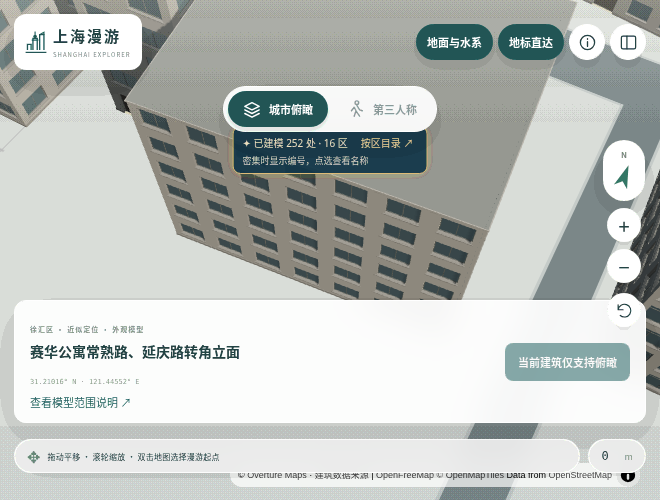 上海漫游
SHANGHAI EXPLORER
地面与水系
地标直达
城市俯瞰
第三人称
✦ 已建模 252 处 · 16 区 按区目录 ↗
密集时显示编号，点选查看名称
N
+
−
徐汇区 · 近似定位 · 外观模型
赛华公寓常熟路、延庆路转角立面
31.21016° N · 121.44552° E
查看模型范围说明 ↗
当前建筑仅支持俯瞰
拖动平移 · 滚轮缩放 · 双击地图选择漫游起点
0 m
© Overture Maps · 建筑数据来源 | OpenFreeMap © OpenMapTiles Data from OpenStreetMap